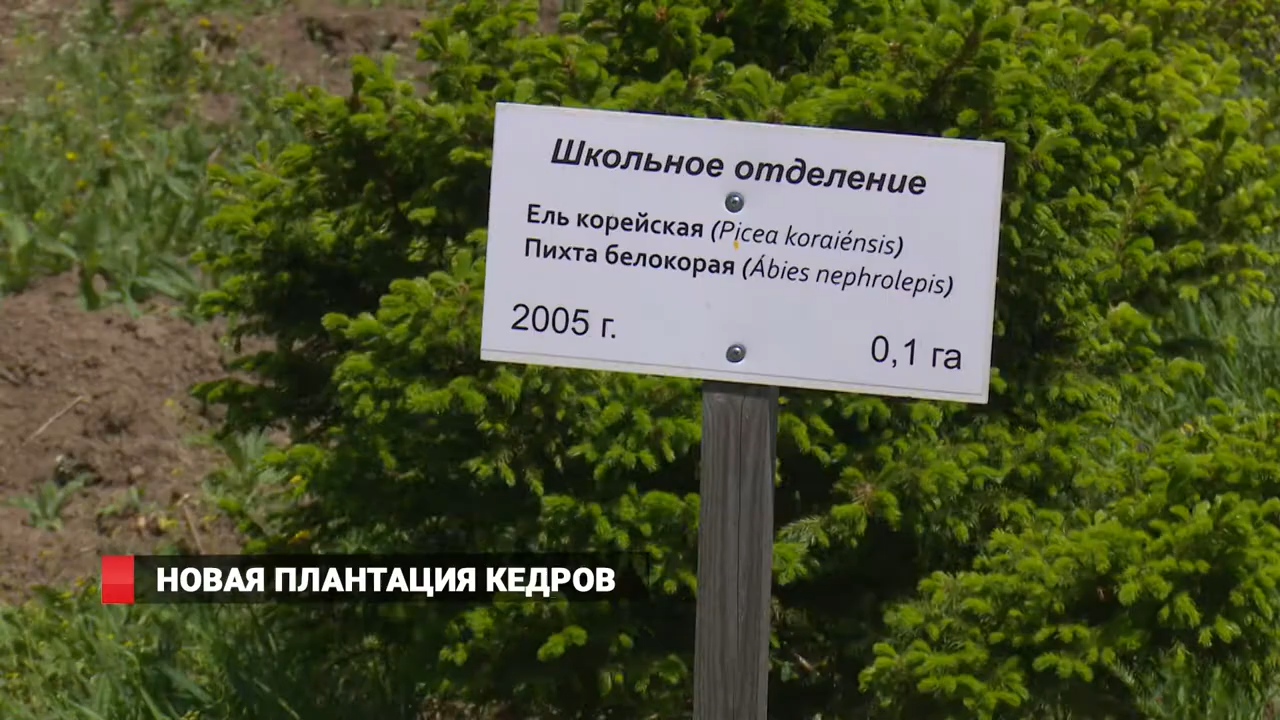 Школьное отделение
Ель корейская (Picea koraiénsis)
Пихта белокорая (Ábies nephrolepis)
2005 г.
0,1 га
НОВАЯ ПЛАНТАЦИЯ КЕДРОВ